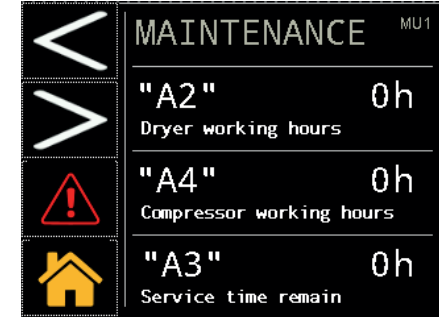 MAINTENANCE MU1
"A2" 0h
Dryer working hours
"A4" 0h
Compressor working hours
"A3" 0h
Service time remain